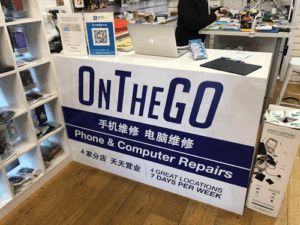 ONTHEGO
手机维修 电脑维修
Phone & Computer Repairs
4 家分店 天天营业
4 GREAT LOCATIONS
7 DAYS PER WEEK